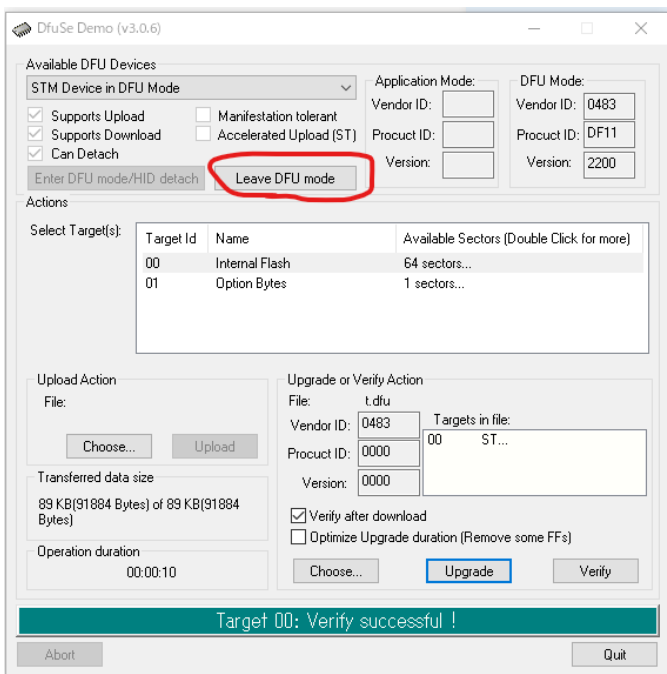 DfuSe Demo (v3.0.6)
Available DFU Devices
STM Device in DFU Mode
Supports Upload
Manifestation tolerant
Supports Download
Accelerated Upload (ST)
Can Detach
Enter DFU mode/HID detach
Leave DFU mode
Application Mode:
Vendor ID:
Procuct ID:
Version:
DFU Mode:
Vendor ID: 0483
Procuct ID: DF11
Version: 2200
Actions
Select Target(s):
Target Id Name Available Sectors (Double Click for more)
00 Internal Flash 64 sectors...
01 Option Bytes 1 sectors...
Upload Action
File:
Choose... Upload
Transferred data size
89 KB(91884 Bytes) of 89 KB(91884
Bytes)
Operation duration
00:00:10
Upgrade or Verify Action
File: t.dfu
Vendor ID: 0483
Procuct ID: 0000
Version: 0000
Targets in file:
00 ST...
Verify after download
Optimize Upgrade duration (Remove some FFs)
Choose... Upgrade Verify
Target 00: Verify successful !
Abort Quit